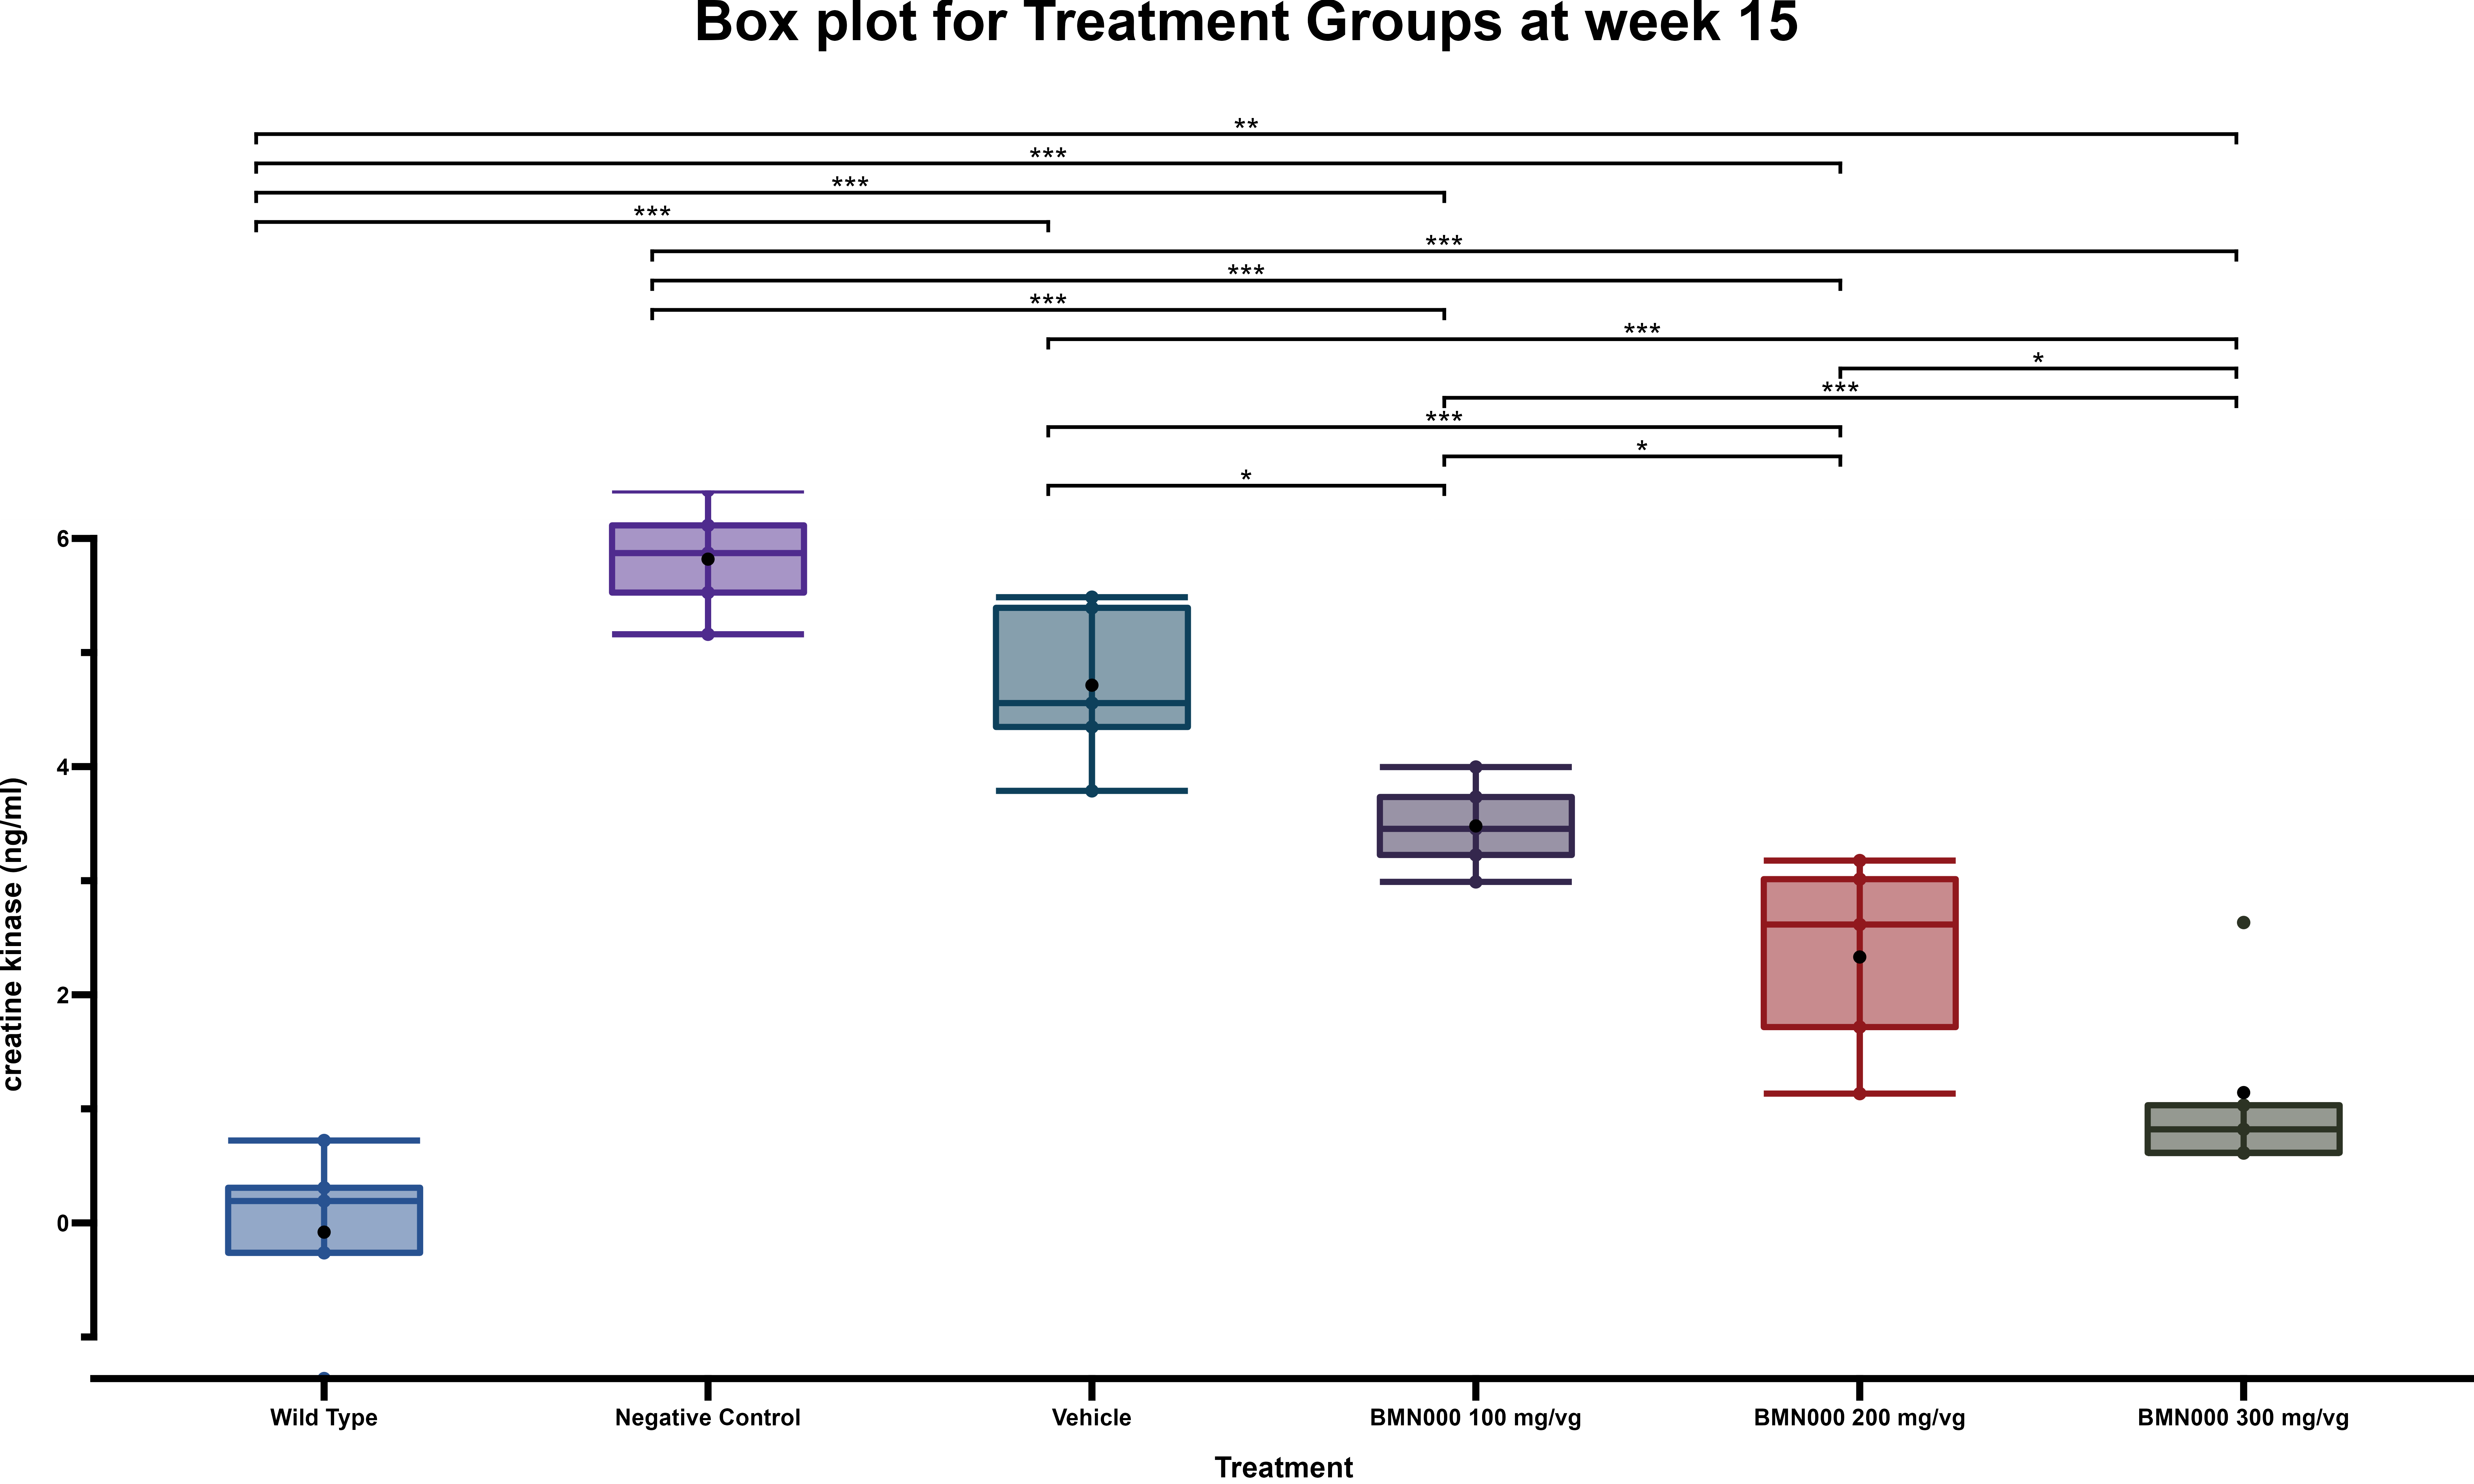 Box plot for Treatment Groups at week 15
**
***
***
***
***
***
***
***
*
***
***
*
*
6
4
2
0
creatine kinase (ng/ml)
Wild Type
Negative Control
Vehicle
BMN000 100 mg/vg
BMN000 200 mg/vg
BMN000 300 mg/vg
Treatment